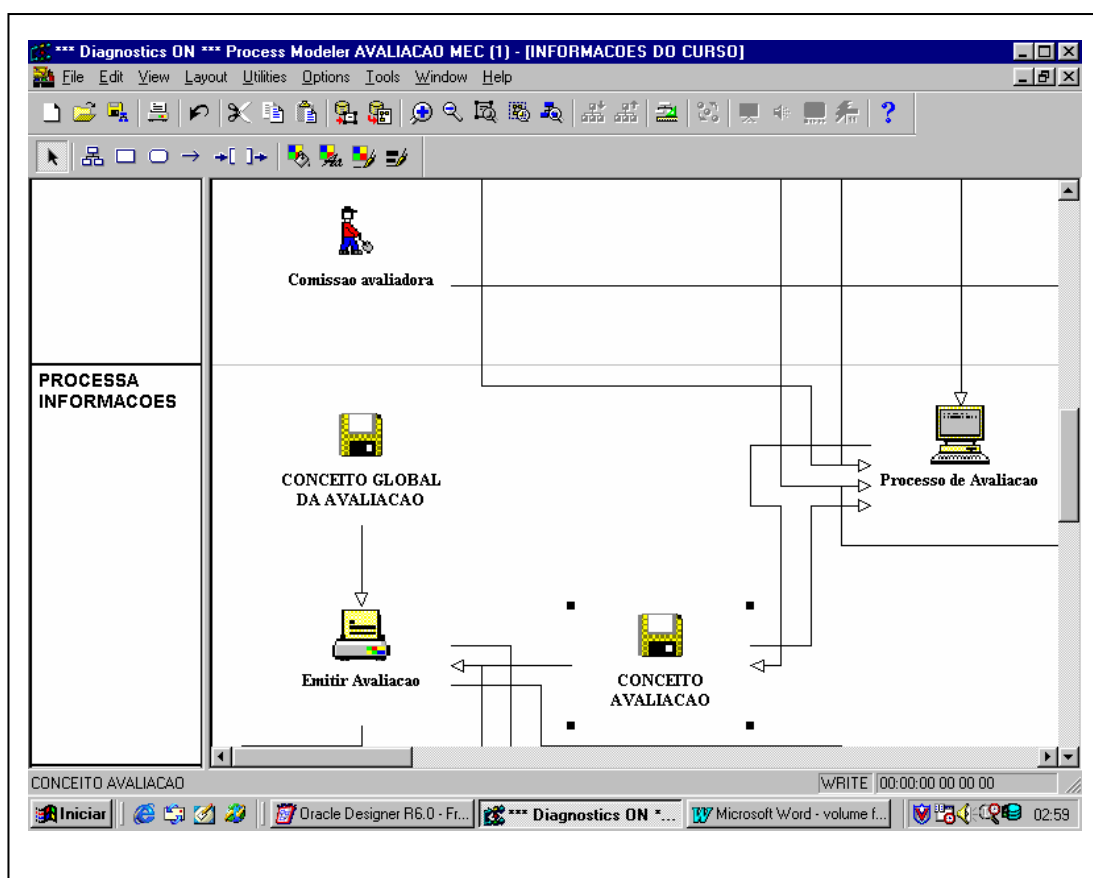 *** Diagnostics ON *** Process Modeler AVALIACAO MEC (1) - [INFORMACOES DO CURSO]
File Edit View Layout Utilities Options Tools Window Help
Comissao avaliadora
PROCESSA
INFORMACOES
CONCEITO GLOBAL
DA AVALIACAO
Processo de Avaliacao
Emitir Avaliacao
CONCEITO
AVALIACAO
CONCEITO AVALIACAO
WRITE 00:00:00 00 00 00
Iniciar
Oracle Designer R6.0 - Fr...
*** Diagnostics ON *...
Microsoft Word - volume f...
02:59